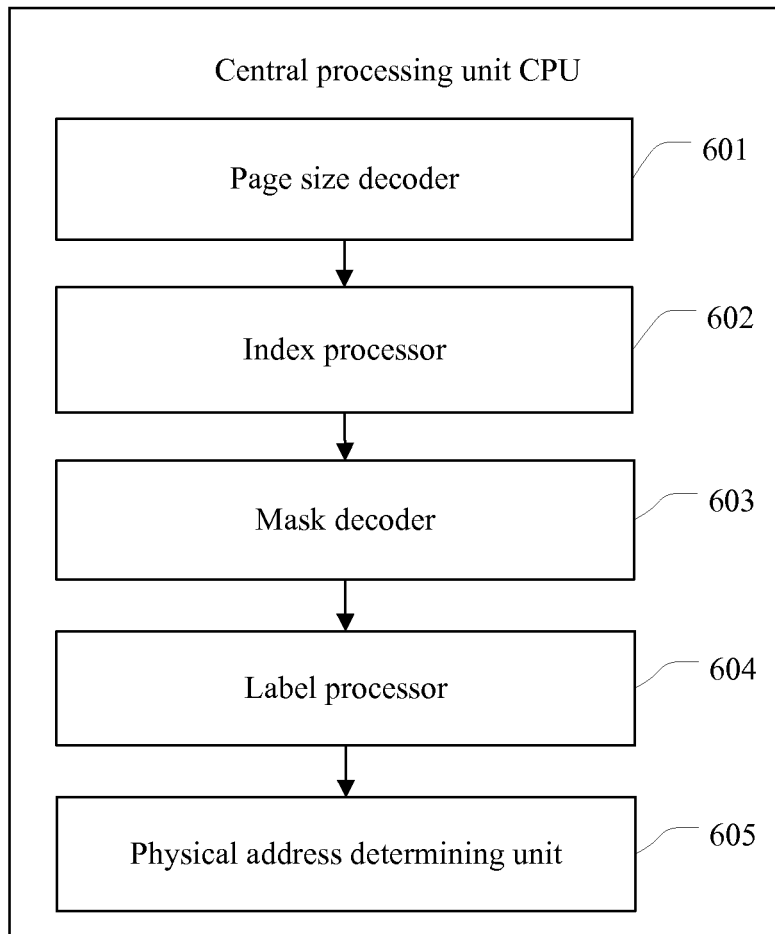 Central processing unit CPU
Page size decoder
601
Index processor
602
Mask decoder
603
Label processor
604
Physical address determining unit
605